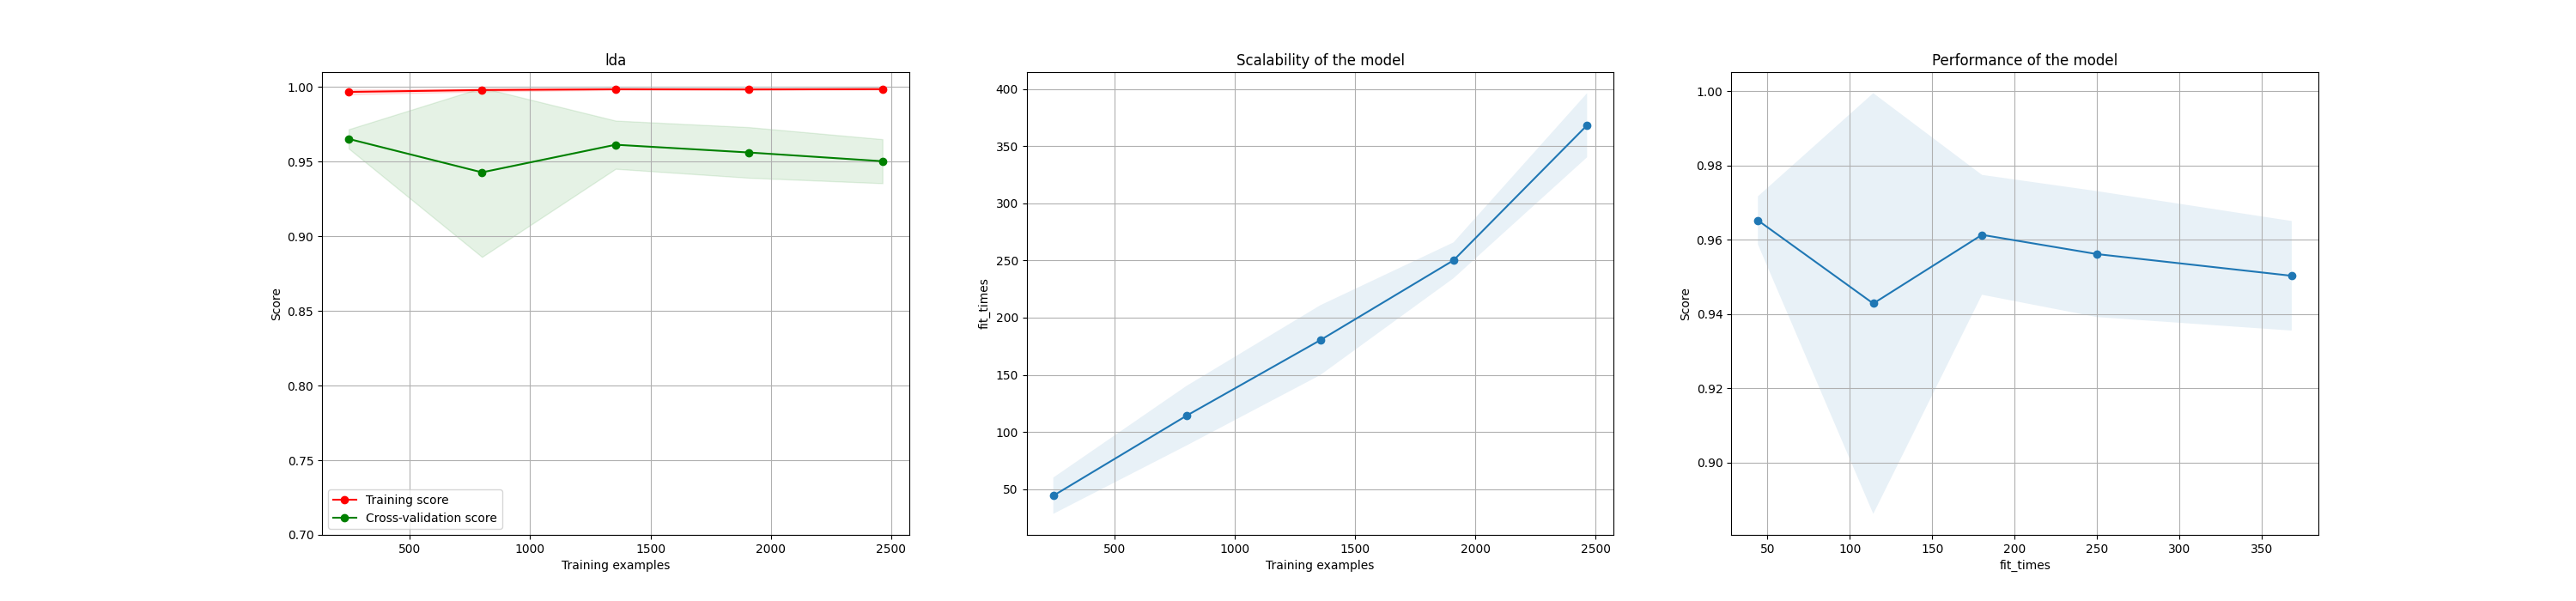 lda
1.00
0.95
0.90
0.85
0.80
0.75
0.70
Score
Training score
Cross-validation score
500 1000 1500 2000 2500
Training examples
Scalability of the model
400
350
300
250
200
150
100
50
fit_times
500 1000 1500 2000 2500
Training examples
Performance of the model
1.00
0.98
0.96
0.94
0.92
0.90
Score
50 100 150 200 250 300 350
fit_times